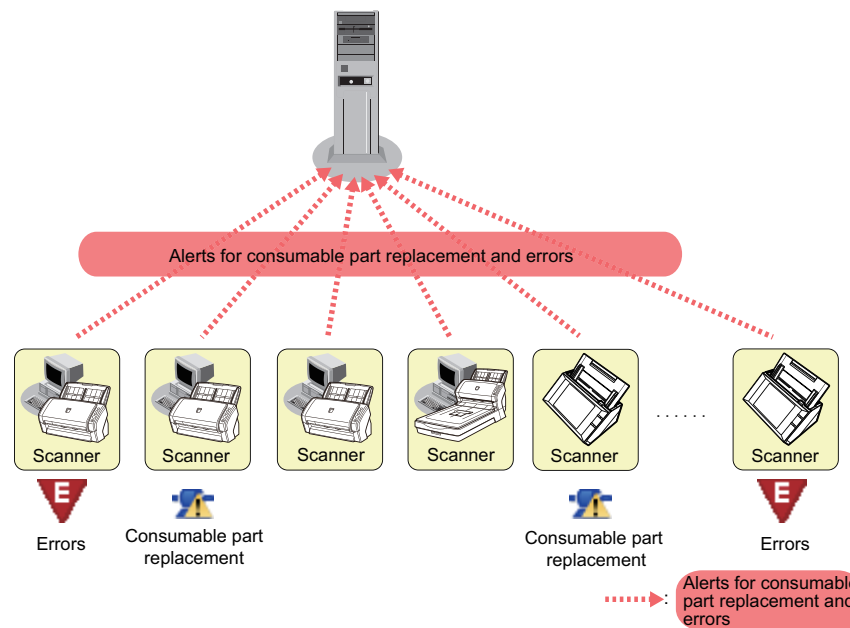 Alerts for consumable part replacement and errors
Scanner
Scanner
Scanner
Scanner
Scanner
......
Scanner
E
Errors
Consumable part
replacement
Consumable part
replacement
E
Errors
:
Alerts for consumable
part replacement and
errors